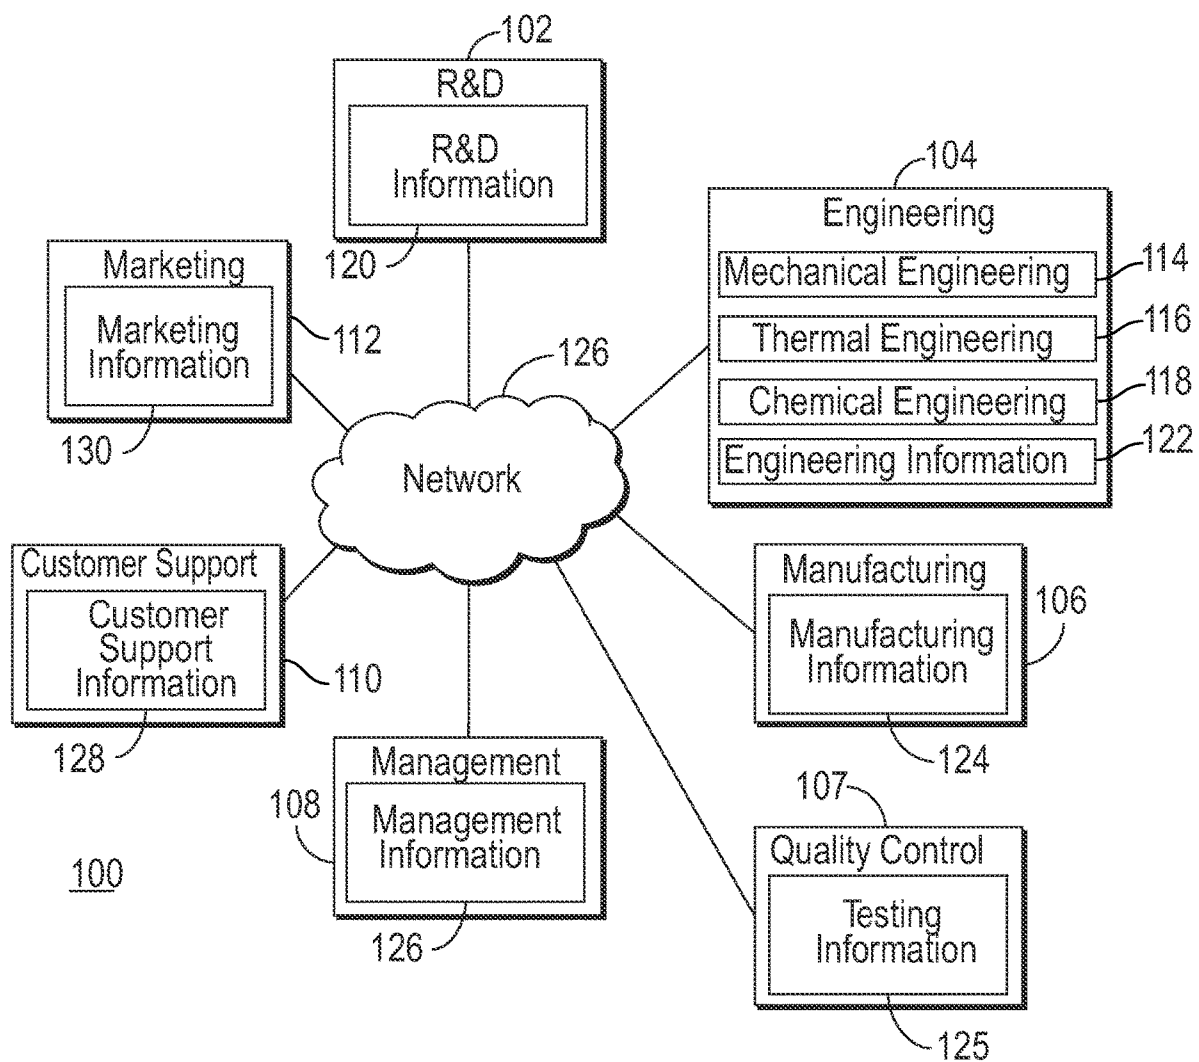 102
R&D
R&D
Information
120
104
Engineering
Mechanical Engineering
114
Thermal Engineering
116
Chemical Engineering
118
Engineering Information
122
Marketing
Marketing
Information
112
130
126
Network
Customer Support
Customer
Support
Information
110
128
Manufacturing
Manufacturing
Information
106
124
Management
Management
Information
108
126
107
Quality Control
Testing
Information
125
100